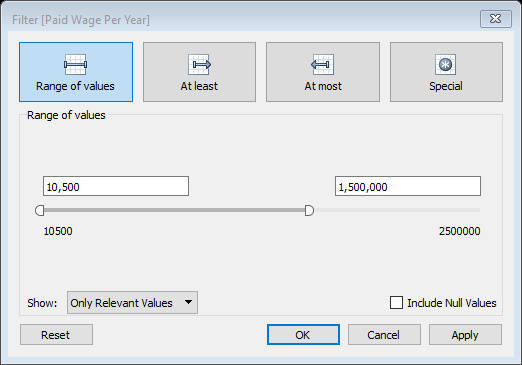 Filter [Paid Wage Per Year]
Range of values
At least
At most
Special
Range of values
10,500
1,500,000
10500
2500000
Show:
Only Relevant Values
Include Null Values
Reset
OK
Cancel
Apply